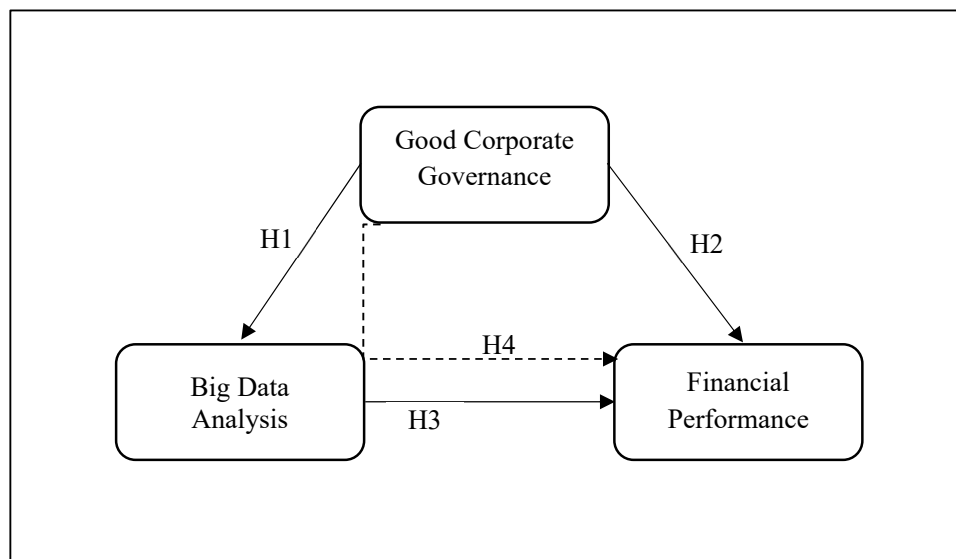 Good Corporate
Governance
H1
H2
H4
Big Data
Analysis
H3
Financial
Performance